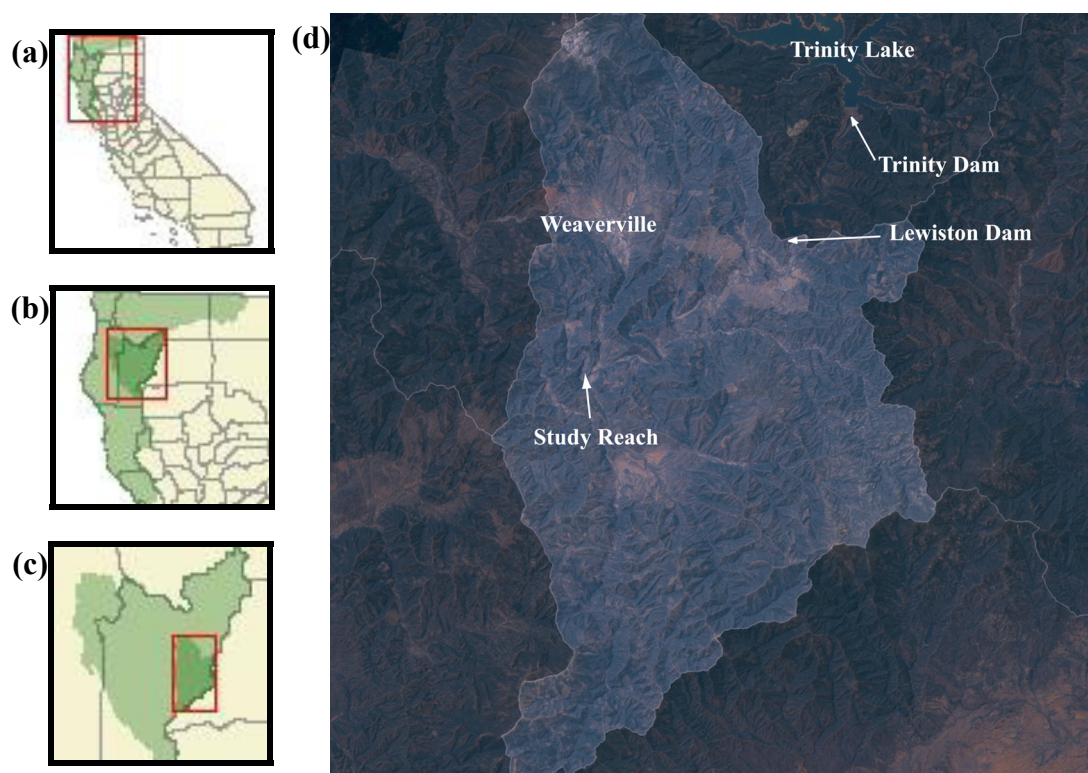 (a)
(b)
(c)
(d)
Trinity Lake
Trinity Dam
Weaverville
Lewiston Dam
Study Reach